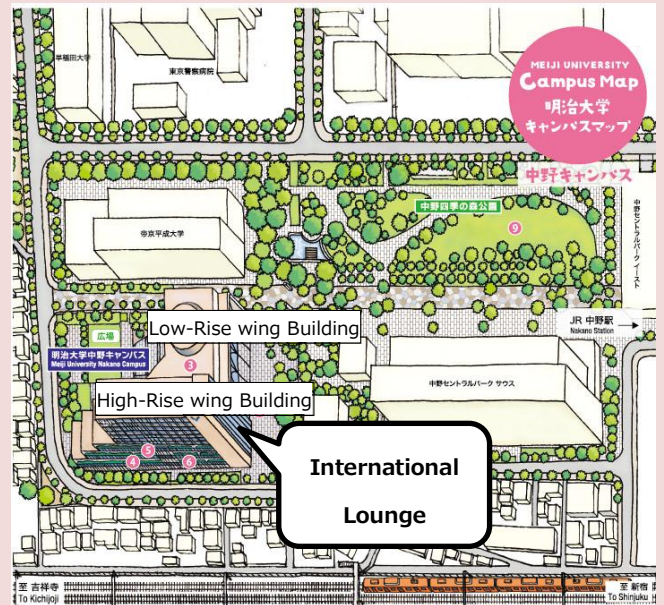 早稲田大学
東京警察病院
MEIJI UNIVERSITY
Campus Map
明治大学
キャンパスマップ
中野キャンパス
中野四季の森公園
9
帝京平成大学
中野セントラルパーク イースト
Low-Rise wing Building
広場
JR 中野駅
Nakano Station
明治大学中野キャンパス
Meiji University Nakano Campus
3
中野セントラルパーク サウス
High-Rise wing Building
5
4
6
International
Lounge
至 吉祥寺
To Kichijoji
至 新宿
To Shinjuku